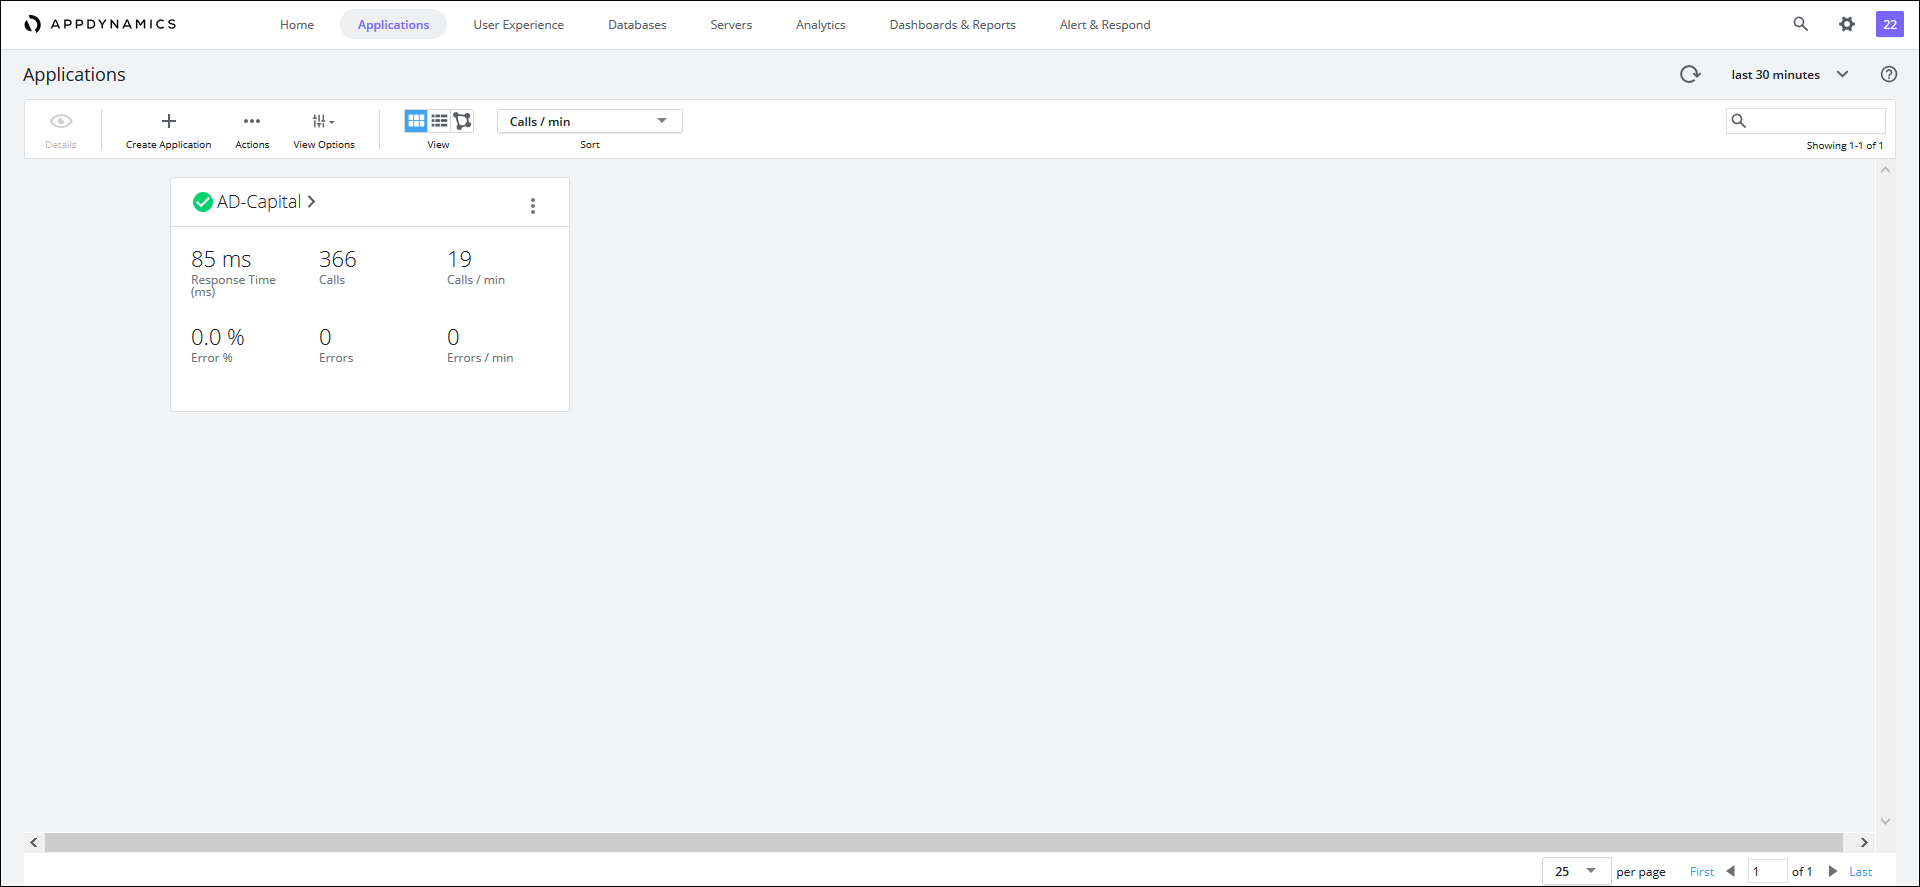 APPDYNAMICS Home Applications User Experience Databases Servers Analytics Dashboards & Reports Alert & Respond 22
Applications last 30 minutes
Calls / min
Details Create Application Actions View Options View Sort Showing 1-1 of 1
AD-Capital
85 ms 366 19
Response Time (ms) Calls Calls / min
0.0 % 0 0
Error % Errors Errors / min
25 per page First 1 of 1 Last